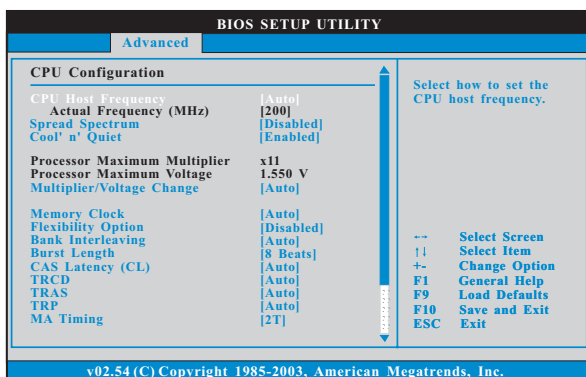 BIOS SETUP UTILITY
Advanced
CPU Configuration
CPU Host Frequency [Auto]
Actual Frequency (MHz) [200]
Spread Spectrum [Disabled]
Cool' n' Quiet [Enabled]
Processor Maximum Multiplier x11
Processor Maximum Voltage 1.550 V
Multiplier/Voltage Change [Auto]
Memory Clock [Auto]
Flexibility Option [Disabled]
Bank Interleaving [Auto]
Burst Length [8 Beats]
CAS Latency (CL) [Auto]
TRCD [Auto]
TRAS [Auto]
TRP [Auto]
MA Timing [2T]
Select how to set the
CPU host frequency.
←→ Select Screen
↑↓ Select Item
+- Change Option
F1 General Help
F9 Load Defaults
F10 Save and Exit
ESC Exit
v02.54 (C) Copyright 1985-2003, American Megatrends, Inc.